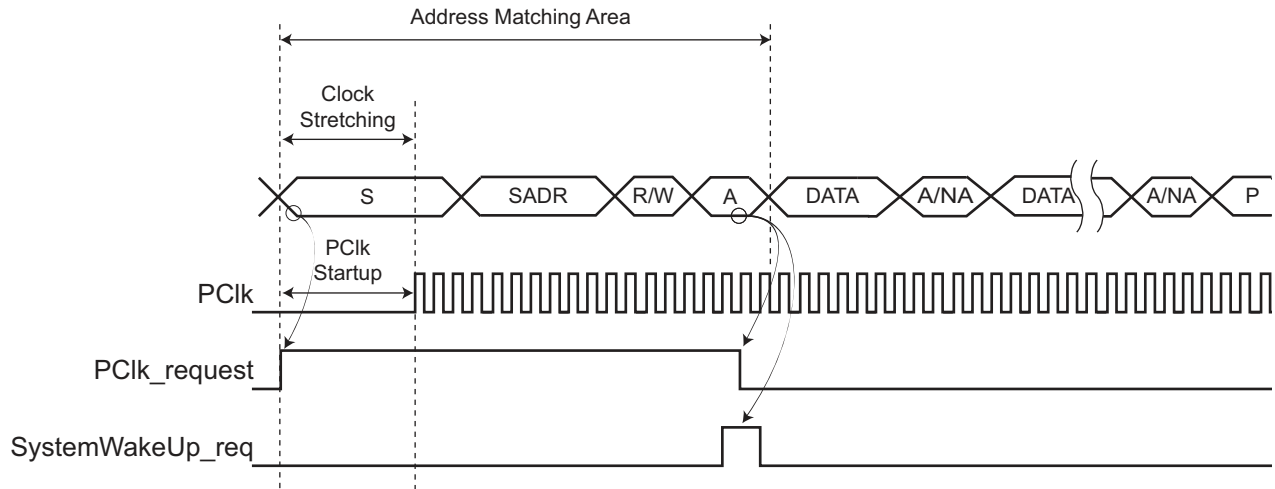 Address Matching Area
Clock
Stretching
S
SADR
R/W
A
DATA
A/NA
DATA
A/NA
P
PClk
Startup
PClk
PClk_request
SystemWakeUp_req